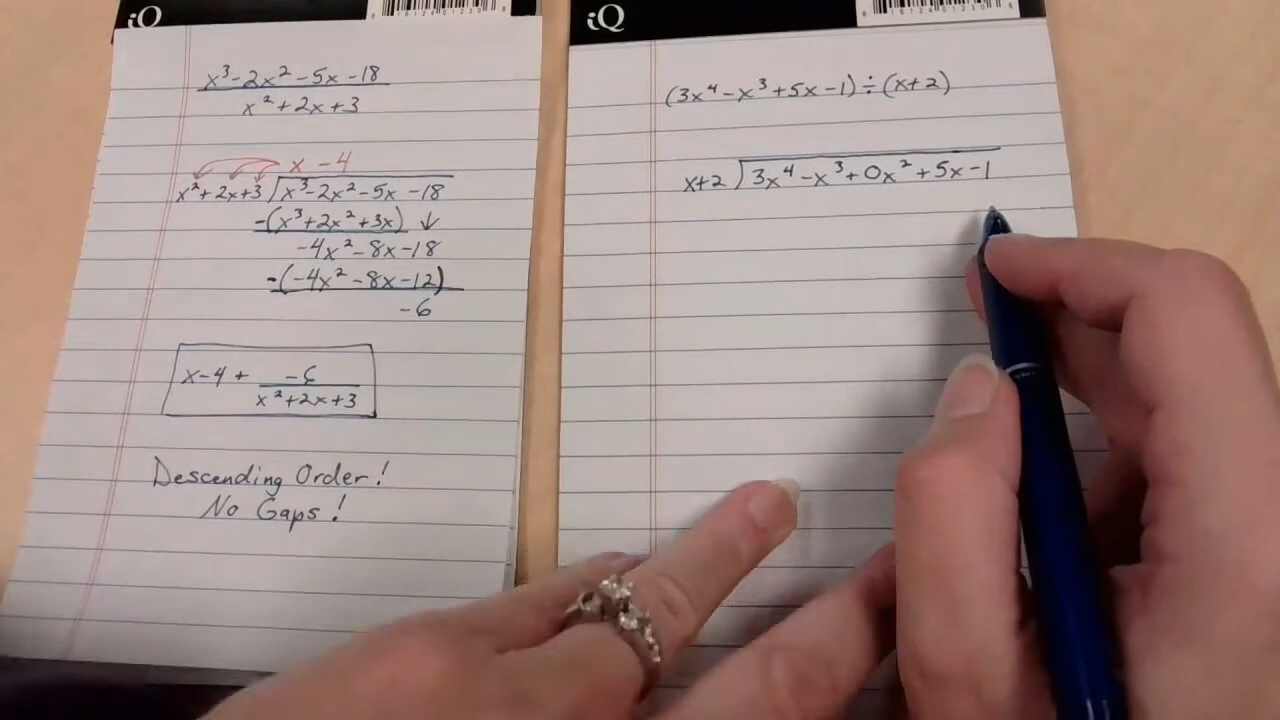 iQ
x³-2x²-5x-18
x²+2x+3
x -4
x²+2x+3 x³-2x²-5x -18
-(x³+2x²+3x) ↓
-4x²-8x-18
-(-4x²-8x-12)
-6
x-4 + -6
x²+2x+3
Descending Order!
No Gaps!
iQ
(3x⁴-x³+5x-1)÷(x+2)
x+2 3x⁴-x³+0x²+5x-1